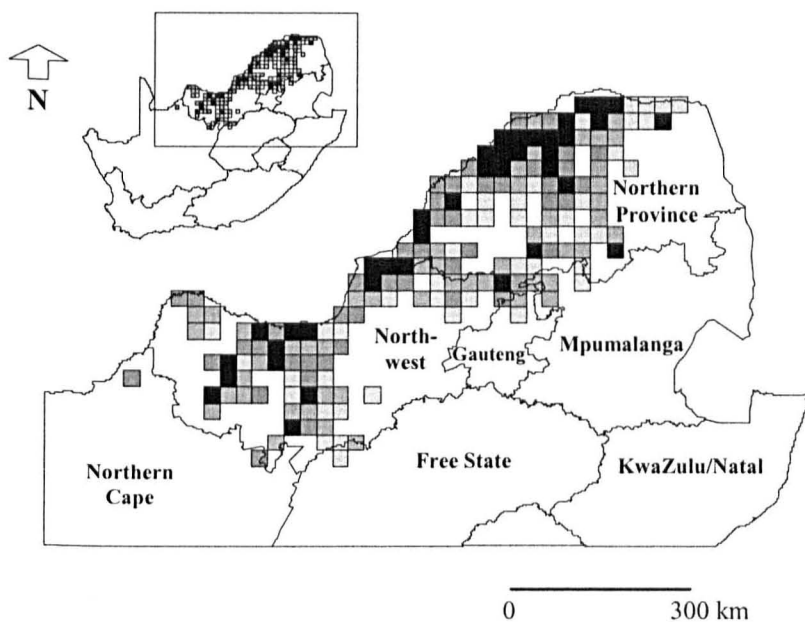 N
Northern
Province
North-
west
Gauteng
Mpumalanga
Northern
Cape
Free State
KwaZulu/Natal
0
300 km